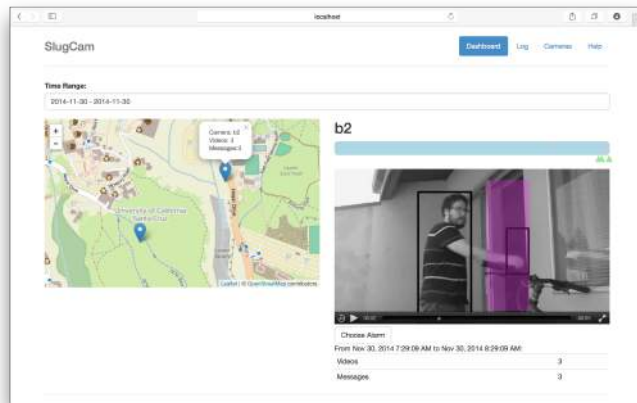 localhost
SlugCam
Dashboard Log Cameras Help
Time Range:
2014-11-30 - 2014-11-30
+
-
Camera: b2
Videos: 3
Messages: 3
University of California
Santa Cruz
Leaflet | © OpenStreetMap contributors
b2
Choose Alarm
From Nov 30, 2014 7:29:09 AM to Nov 30, 2014 8:29:09 AM:
Videos 3
Messages 3